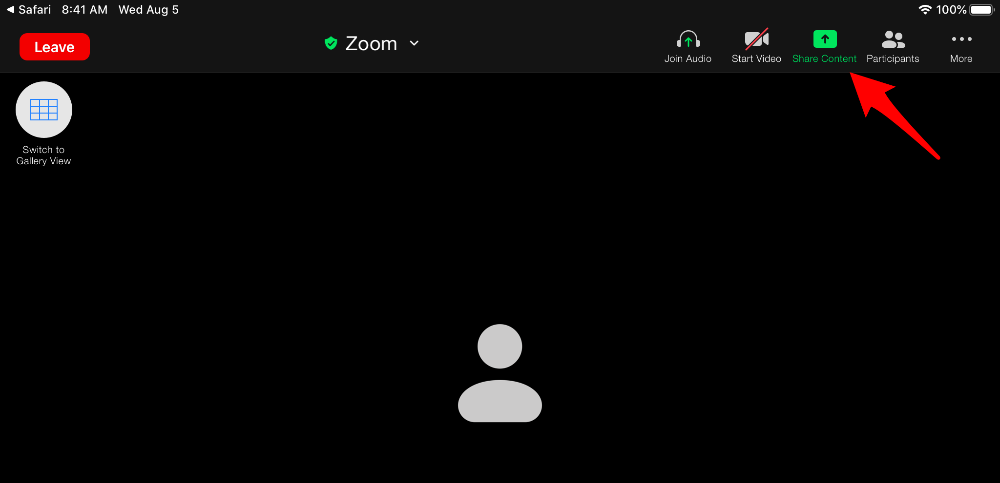 Safari 8:41 AM Wed Aug 5
100%
Leave
Zoom
Join Audio
Start Video
Share Content
Participants
More
Switch to
Gallery View